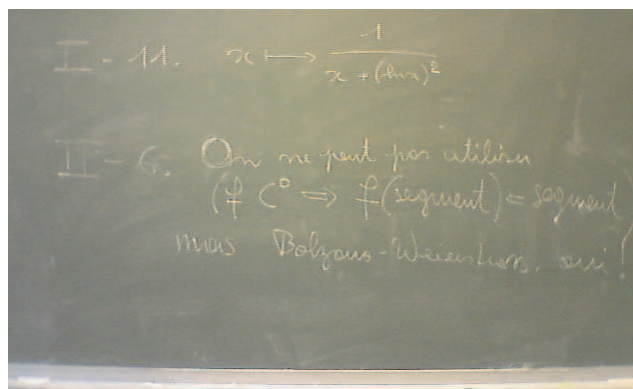 I - 11. x ⟼ 1 / (x + (ln x)²)
II - 6. On ne peut pas utiliser
(f C⁰ ⟹ f(segment) = segment)
mais Bolzano-Weierstrass, oui !